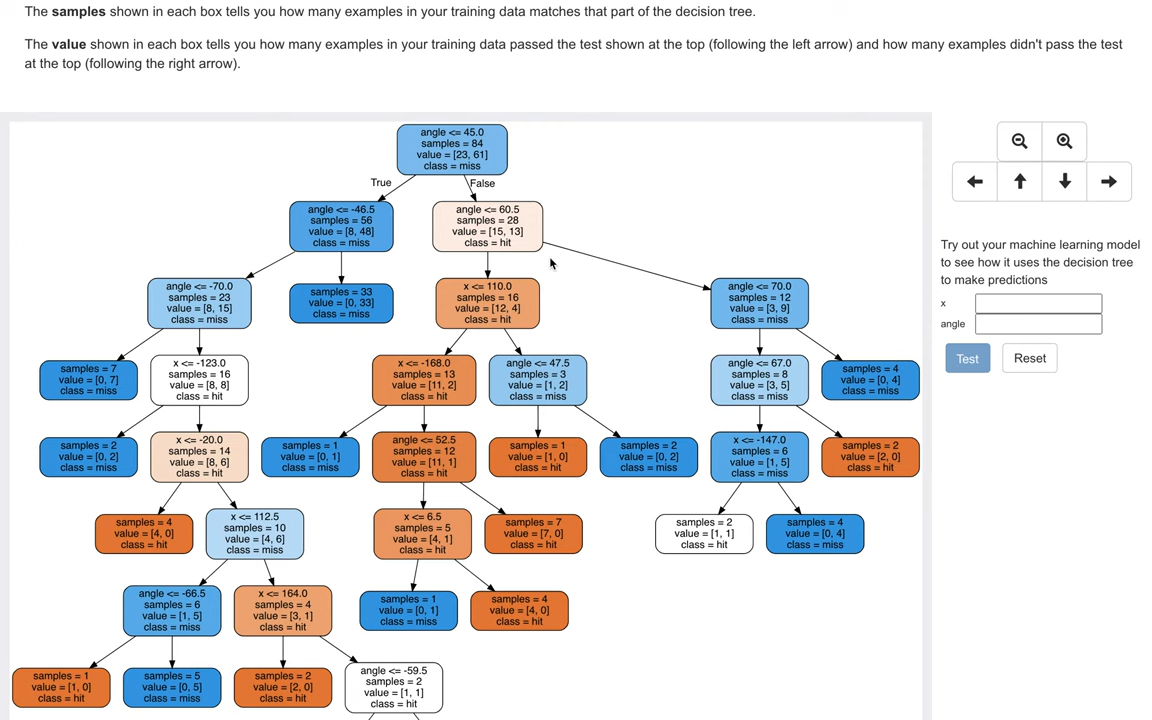 The samples shown in each box tells you how many examples in your training data matches that part of the decision tree.
The value shown in each box tells you how many examples in your training data passed the test shown at the top (following the left arrow) and how many examples didn't pass the test
at the top (following the right arrow).
angle <= 45.0
samples = 84
value = [23, 61]
class = miss
True
False
angle <= -46.5
samples = 56
value = [8, 48]
class = miss
angle <= 60.5
samples = 28
value = [15, 13]
class = hit
angle <= -70.0
samples = 23
value = [8, 15]
class = miss
samples = 33
value = [0, 33]
class = miss
x <= 110.0
samples = 16
value = [12, 4]
class = hit
angle <= 70.0
samples = 12
value = [3, 9]
class = miss
samples = 7
value = [0, 7]
class = miss
x <= -123.0
samples = 16
value = [8, 8]
class = hit
x <= -168.0
samples = 13
value = [11, 2]
class = hit
angle <= 47.5
samples = 3
value = [1, 2]
class = miss
angle <= 67.0
samples = 8
value = [3, 5]
class = miss
samples = 4
value = [0, 4]
class = miss
samples = 2
value = [0, 2]
class = miss
x <= -20.0
samples = 14
value = [8, 6]
class = hit
samples = 1
value = [0, 1]
class = miss
angle <= 52.5
samples = 12
value = [11, 1]
class = hit
samples = 1
value = [1, 0]
class = hit
samples = 2
value = [0, 2]
class = miss
x <= -147.0
samples = 6
value = [1, 5]
class = miss
samples = 2
value = [2, 0]
class = hit
samples = 4
value = [4, 0]
class = hit
x <= 112.5
samples = 10
value = [4, 6]
class = miss
x <= 6.5
samples = 5
value = [4, 1]
class = hit
samples = 7
value = [7, 0]
class = hit
samples = 2
value = [1, 1]
class = hit
samples = 4
value = [0, 4]
class = miss
angle <= -66.5
samples = 6
value = [1, 5]
class = miss
x <= 164.0
samples = 4
value = [3, 1]
class = hit
samples = 1
value = [0, 1]
class = miss
samples = 4
value = [4, 0]
class = hit
samples = 1
value = [1, 0]
class = hit
samples = 5
value = [0, 5]
class = miss
samples = 2
value = [2, 0]
class = hit
angle <= -59.5
samples = 2
value = [1, 1]
class = hit
Try out your machine learning model
to see how it uses the decision tree
to make predictions
x
angle
Test
Reset